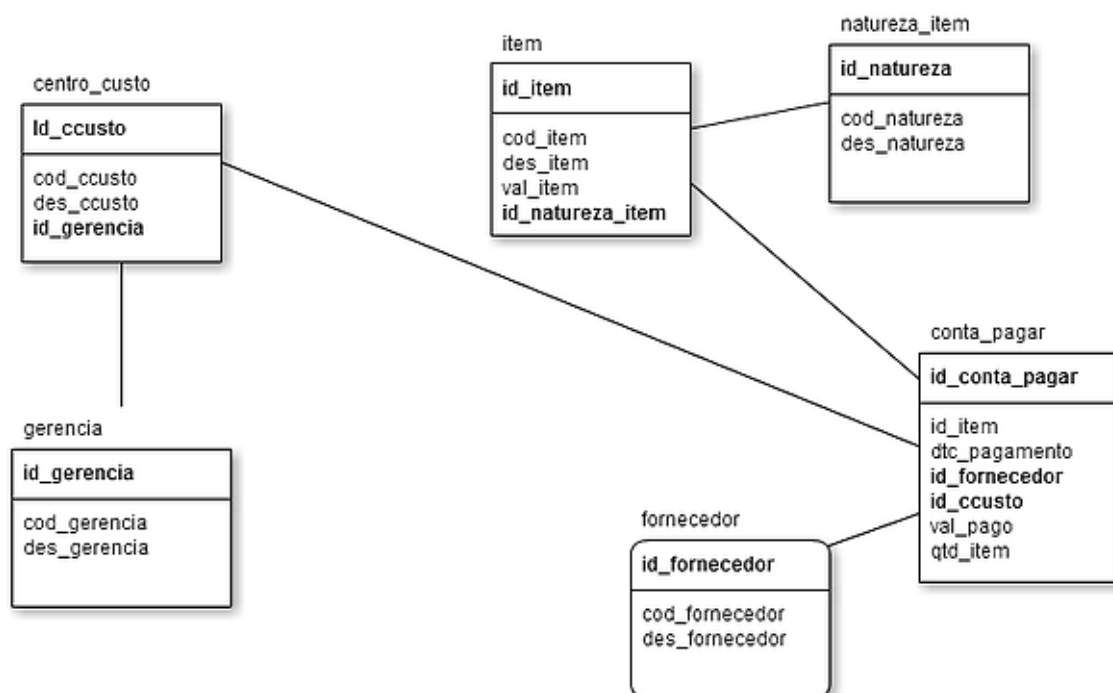 centro_custo
Id_ccusto
cod_ccusto
des_ccusto
id_gerencia
gerencia
id_gerencia
cod_gerencia
des_gerencia
item
id_item
cod_item
des_item
val_item
id_natureza_item
natureza_item
id_natureza
cod_natureza
des_natureza
conta_pagar
id_conta_pagar
id_item
dtc_pagamento
id_fornecedor
id_ccusto
val_pago
qtd_item
fornecedor
id_fornecedor
cod_fornecedor
des_fornecedor